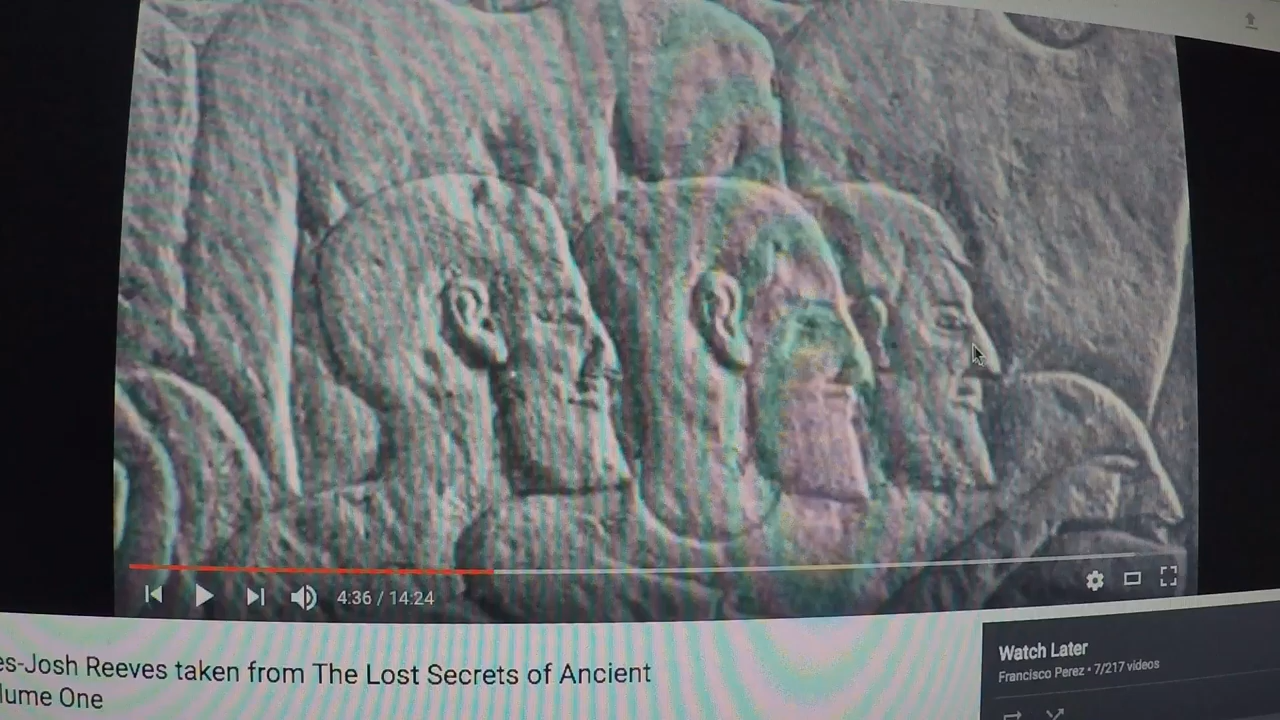 4:36 / 14:24
es-Josh Reeves taken from The Lost Secrets of Ancient
lume One
Watch Later
Francisco Perez • 7/217 videos